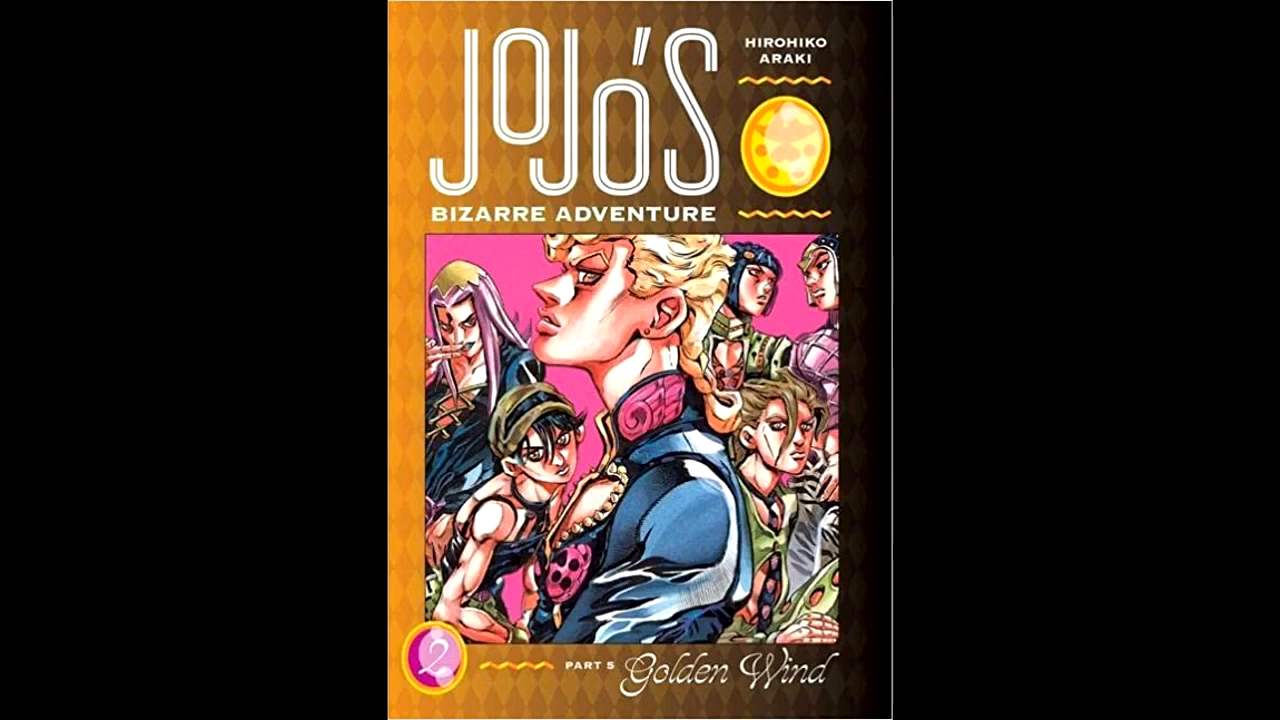 JOJO'S
BIZARRE ADVENTURE
HIROHIKO
ARAKI
2
PART 5 Golden Wind